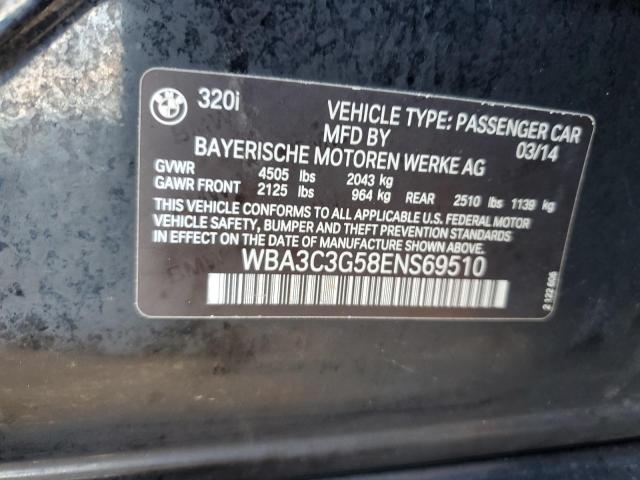 320i
VEHICLE TYPE: PASSENGER CAR
MFD BY 03/14
BAYERISCHE MOTOREN WERKE AG
GVWR 4505 lbs 2043 kg
GAWR FRONT 2125 lbs 964 kg REAR 2510 lbs 1139 kg
THIS VEHICLE CONFORMS TO ALL APPLICABLE U.S. FEDERAL MOTOR
VEHICLE SAFETY, BUMPER AND THEFT PREVENTION STANDARDS
IN EFFECT ON THE DATE OF MANUFACTURE SHOWN ABOVE.
WBA3C3G58ENS69510